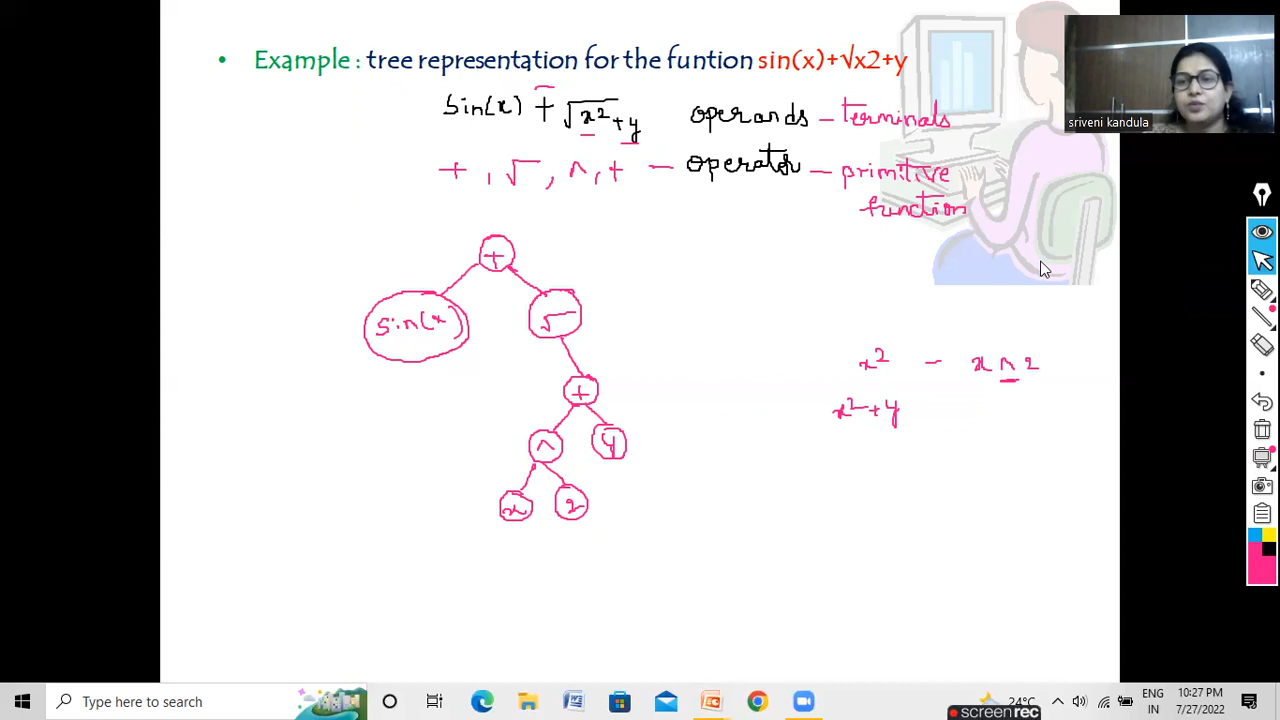 • Example : tree representation for the funtion sin(x)+√x2+y
sin(x) + √x² + y operands - terminals
+ , √ , ^ , + - operator - primitive
function
+
sin(x) √
+
^ y
x 2
x² - x ^ 2
x² + y
sriveni kandula
Type here to search
24°C
ENG
IN
10:27 PM
7/27/2022
screenrec